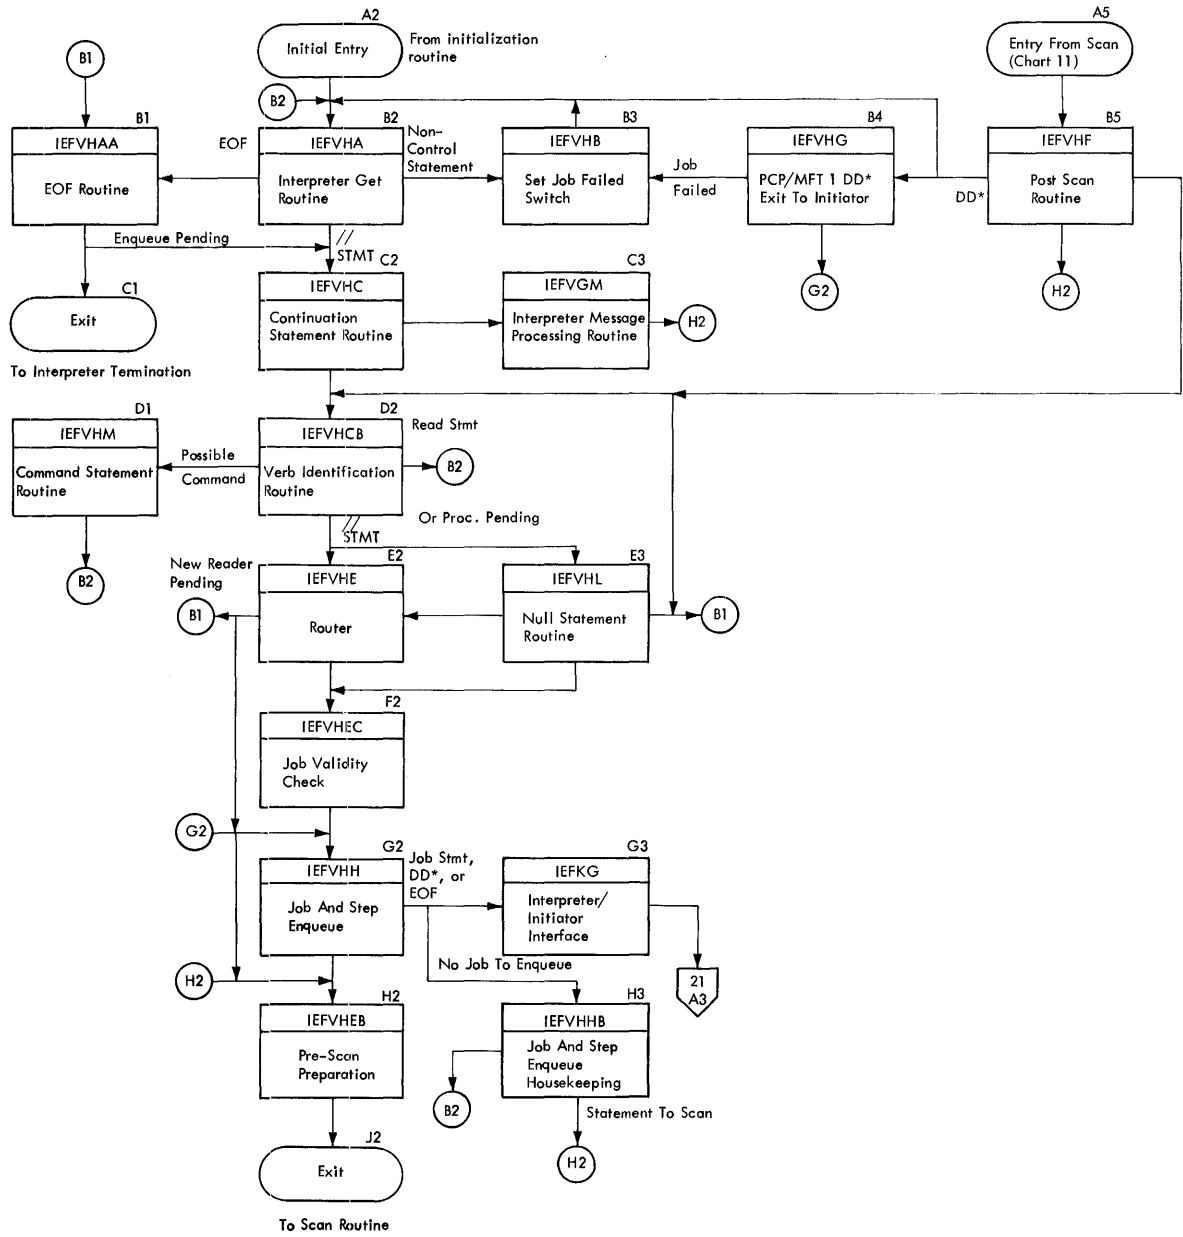 A2
A5
Initial Entry
From initialization
routine
Entry From Scan
(Chart 11)
B1
B2
B1
IEFVHAA
EOF Routine
EOF
B2
IEFVHA
Interpreter Get
Routine
Non-
Control
Statement
B3
IEFVHB
Set Job Failed
Switch
Job
Failed
B4
IEFVHG
PCP/MFT 1 DD*
Exit To Initiator
DD*
B5
IEFVHF
Post Scan
Routine
Enqueue Pending
//
STMT
G2
H2
C1
Exit
To Interpreter Termination
C2
IEFVHC
Continuation
Statement Routine
C3
IEFVGM
Interpreter Message
Processing Routine
H2
D1
IEFVHM
Command Statement
Routine
Possible
Command
D2
IEFVHCB
Verb Identification
Routine
Read Stmt
B2
B2
//
STMT
Or Proc. Pending
New Reader
Pending
B1
E2
IEFVHE
Router
E3
IEFVHL
Null Statement
Routine
B1
F2
IEFVHEC
Job Validity
Check
G2
G2
IEFVHH
Job And Step
Enqueue
Job Stmt,
DD*, or
EOF
G3
IEFKG
Interpreter/
Initiator
Interface
No Job To Enqueue
21
A3
H2
H2
IEFVHEB
Pre-Scan
Preparation
H3
IEFVHHB
Job And Step
Enqueue
Housekeeping
B2
Statement To Scan
H2
J2
Exit
To Scan Routine